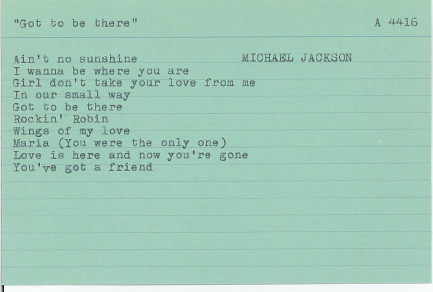 "Got to be there" A 4416
Ain't no sunshine MICHAEL JACKSON
I wanna be where you are
Girl don't take your love from me
In our small way
Got to be there
Rockin' Robin
Wings of my love
Maria (You were the only one)
Love is here and now you're gone
You've got a friend